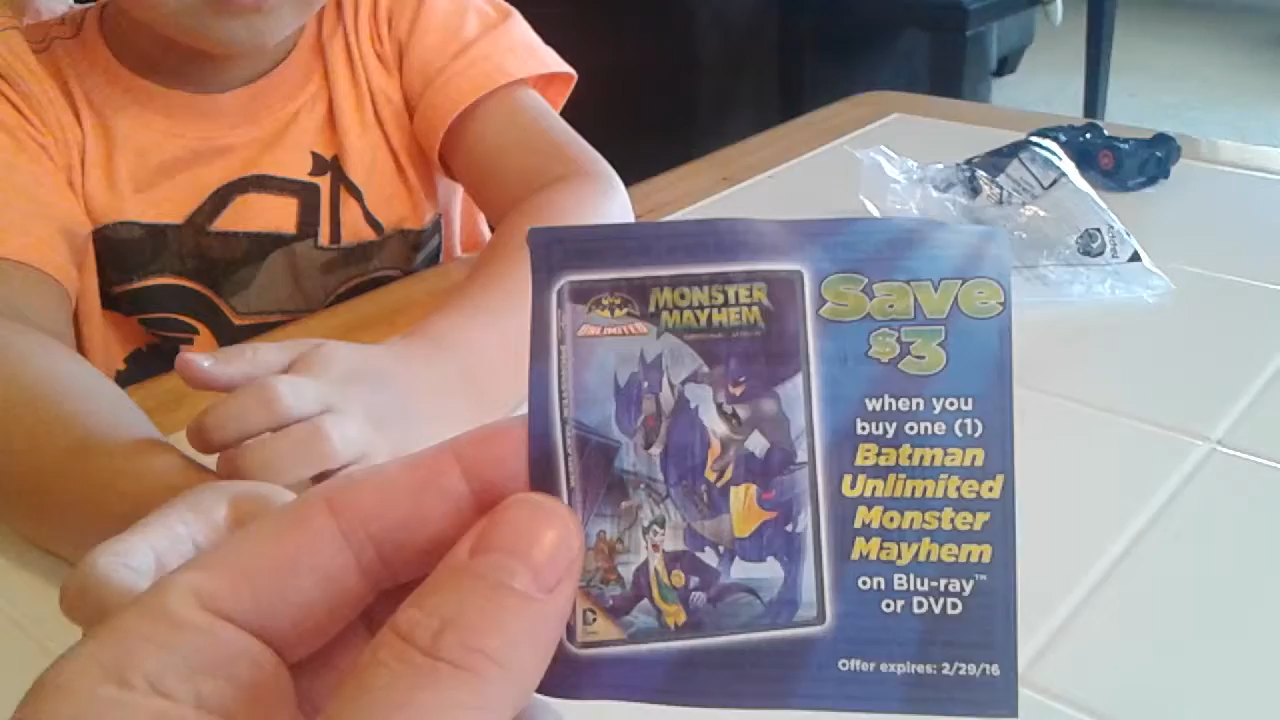 UNLIMITED
MONSTER
MAYHEM
Save
$3
when you
buy one (1)
Batman
Unlimited
Monster
Mayhem
on Blu-ray™
or DVD
Offer expires: 2/29/16